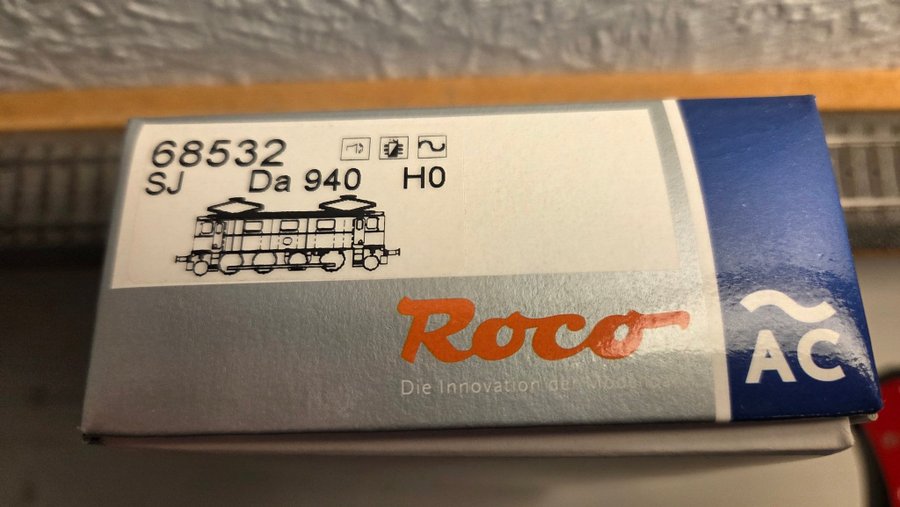 68532
SJ Da 940 H0
Roco
Die Innovation der
AC